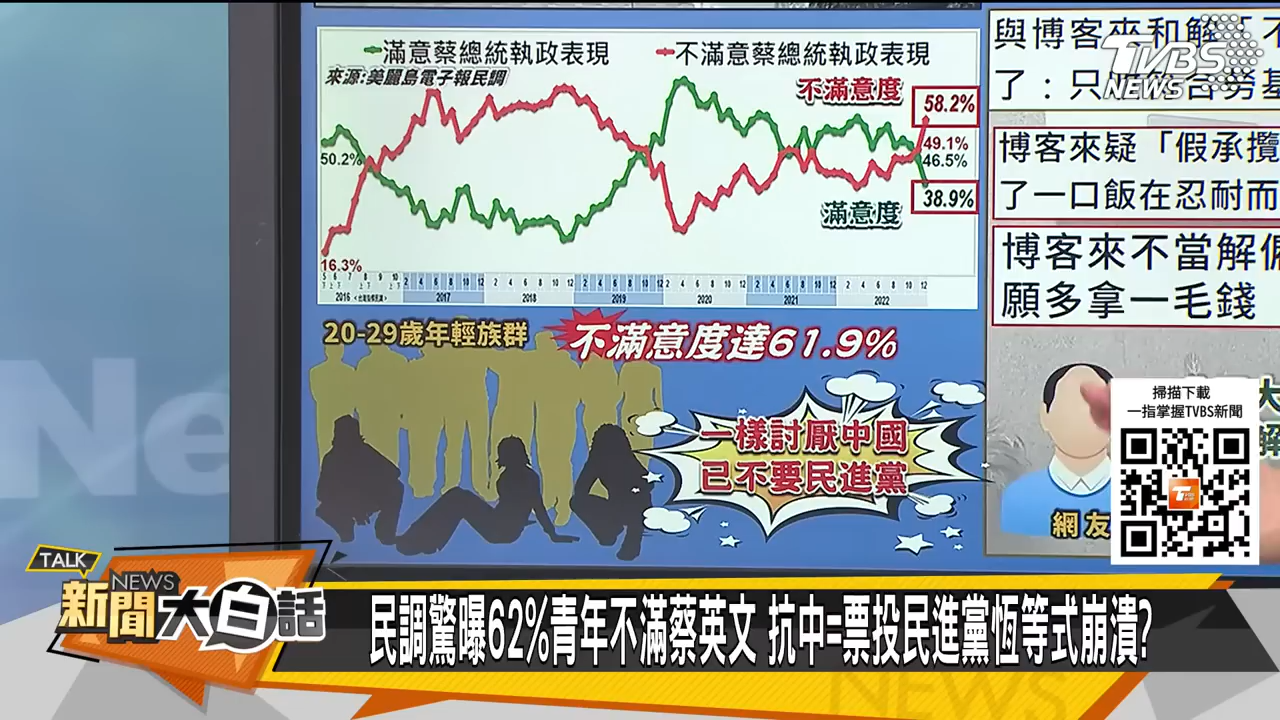 滿意蔡總統執政表現 不滿意蔡總統執政表現
來源:美麗島電子報民調
不滿意度
58.2%
49.1%
46.5%
50.2%
38.9%
滿意度
16.3%
2016 2017 2018 2019 2020 2021 2022
20-29歲年輕族群
不滿意度達61.9%
一樣討厭中國
已不要民進黨
與博客來和解「不
了：只
勞基
TVBS
NEWS
博客來疑「假承攬
了一口飯在忍耐而
博客來不當解僱
願多拿一毛錢
大
解
網友
掃描下載
一指掌握TVBS新聞
TALK
NEWS
新聞大白話
民調驚曝62%青年不滿蔡英文 抗中=票投民進黨恆等式崩潰?
TVBS NEWS